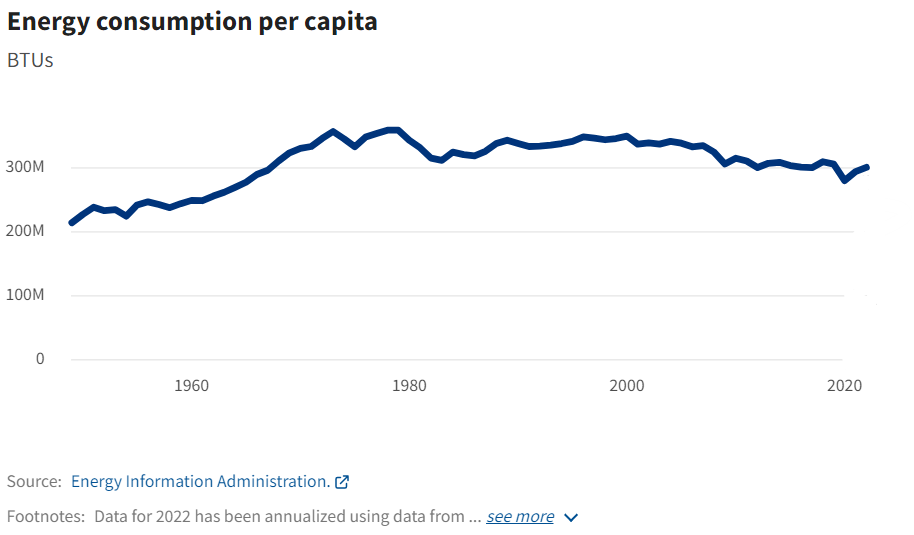 Energy consumption per capita
BTUs
300M
200M
100M
0
1960 1980 2000 2020
Source: Energy Information Administration.
Footnotes: Data for 2022 has been annualized using data from ... see more